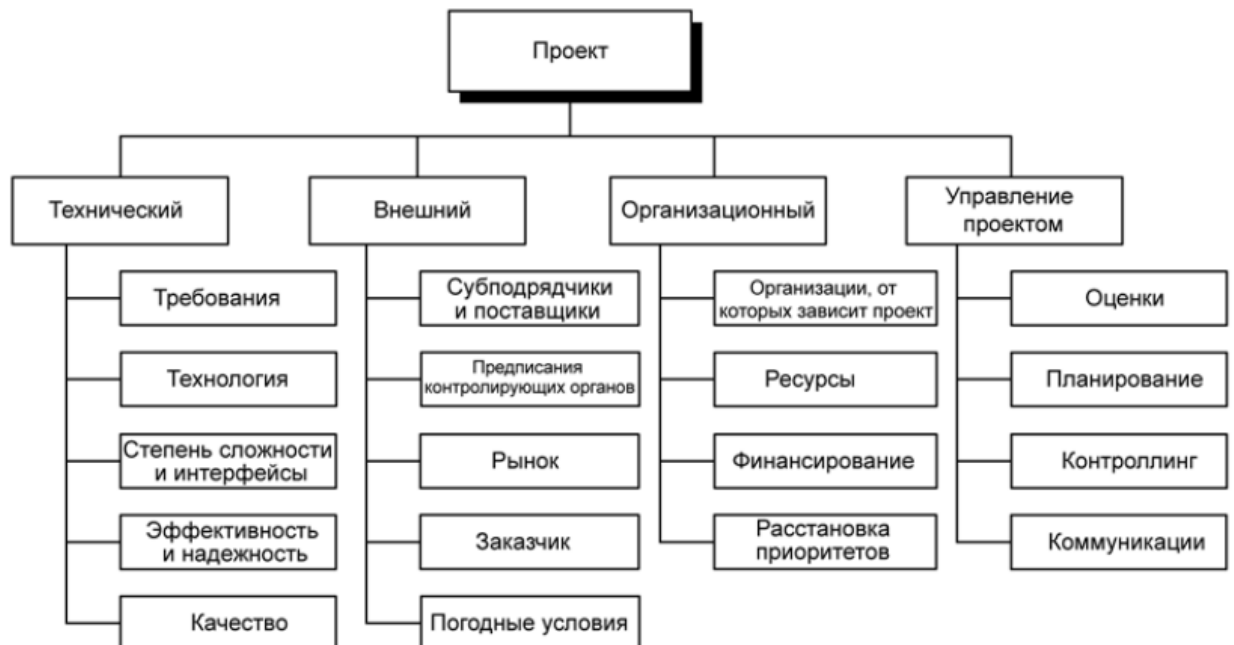 Проект
Технический
Внешний
Организационный
Управление
проектом
Требования
Субподрядчики
и поставщики
Организации, от
которых зависит проект
Оценки
Технология
Предписания
контролирующих органов
Ресурсы
Планирование
Степень сложности
и интерфейсы
Рынок
Финансирование
Контроллинг
Эффективность
и надежность
Заказчик
Расстановка
приоритетов
Коммуникации
Качество
Погодные условия